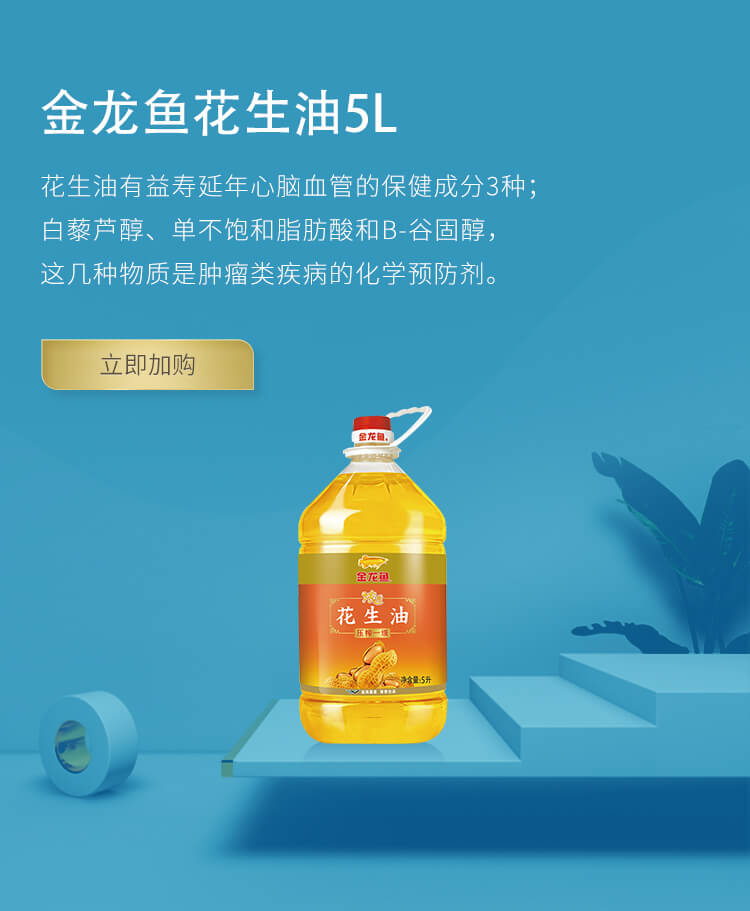 金龙鱼花生油5L
花生油有益寿延年心脑血管的保健成分3种；
白藜芦醇、单不饱和脂肪酸和B-谷固醇，
这几种物质是肿瘤类疾病的化学预防剂。
立即加购
金龙鱼
金龙鱼
花生油
压榨一级
净含量:5升